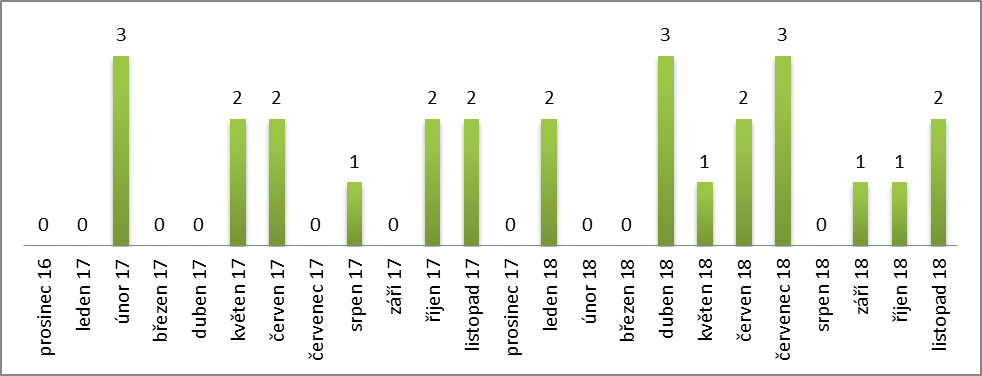 3
3
3
2
2
2
2
2
2
2
1
1
1
1
0
0
0
0
0
0
0
0
0
0
prosinec 16
leden 17
únor 17
březen 17
duben 17
květen 17
červen 17
červenec 17
srpen 17
září 17
říjen 17
listopad 17
prosinec 17
leden 18
únor 18
březen 18
duben 18
květen 18
červen 18
červenec 18
srpen 18
září 18
říjen 18
listopad 18